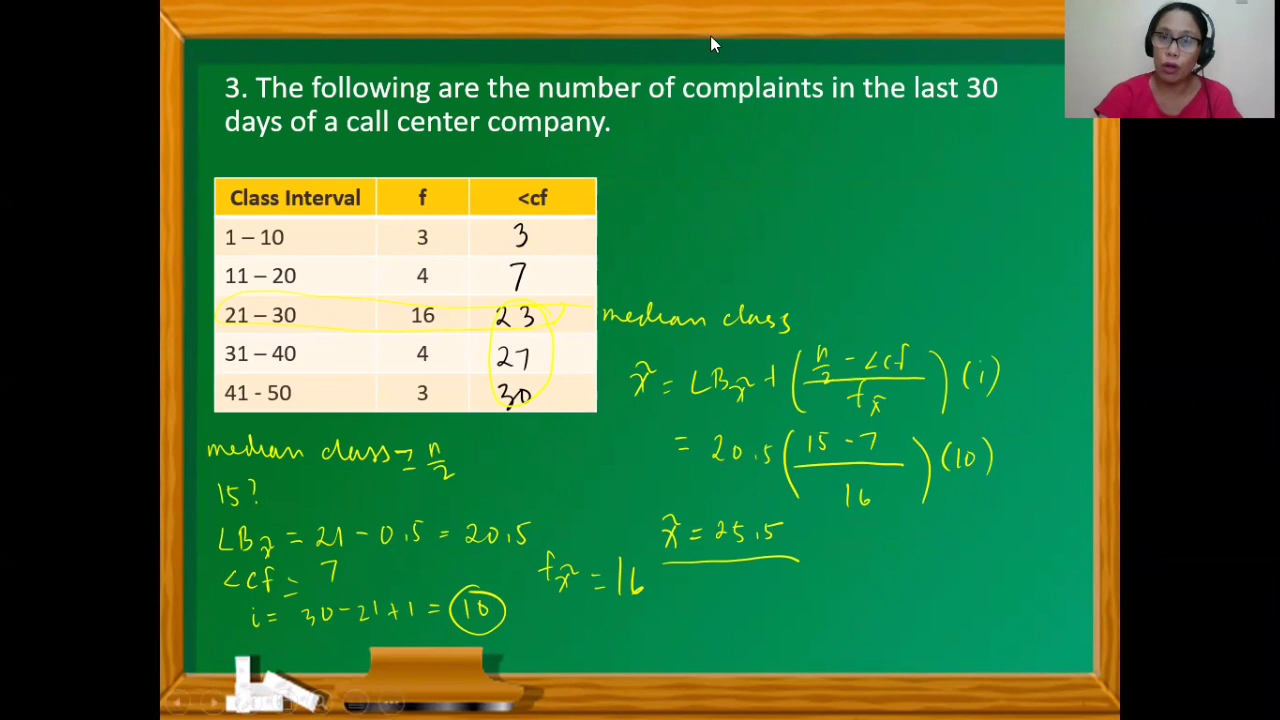 3. The following are the number of complaints in the last 30
days of a call center company.
Class Interval f <cf
1 – 10 3 3
11 – 20 4 7
21 – 30 16 23
31 – 40 4 27
41 - 50 3 30
median class
x̃ = LBx̃ + (n/2 - <cf / fx̃) (i)
= 20.5 (15 - 7 / 16) (10)
x̃ = 25.5
median class = n/2
15?
LBx̃ = 21 - 0.5 = 20.5
<cf = 7
fx̃ = 16
i = 30 - 21 + 1 = 10